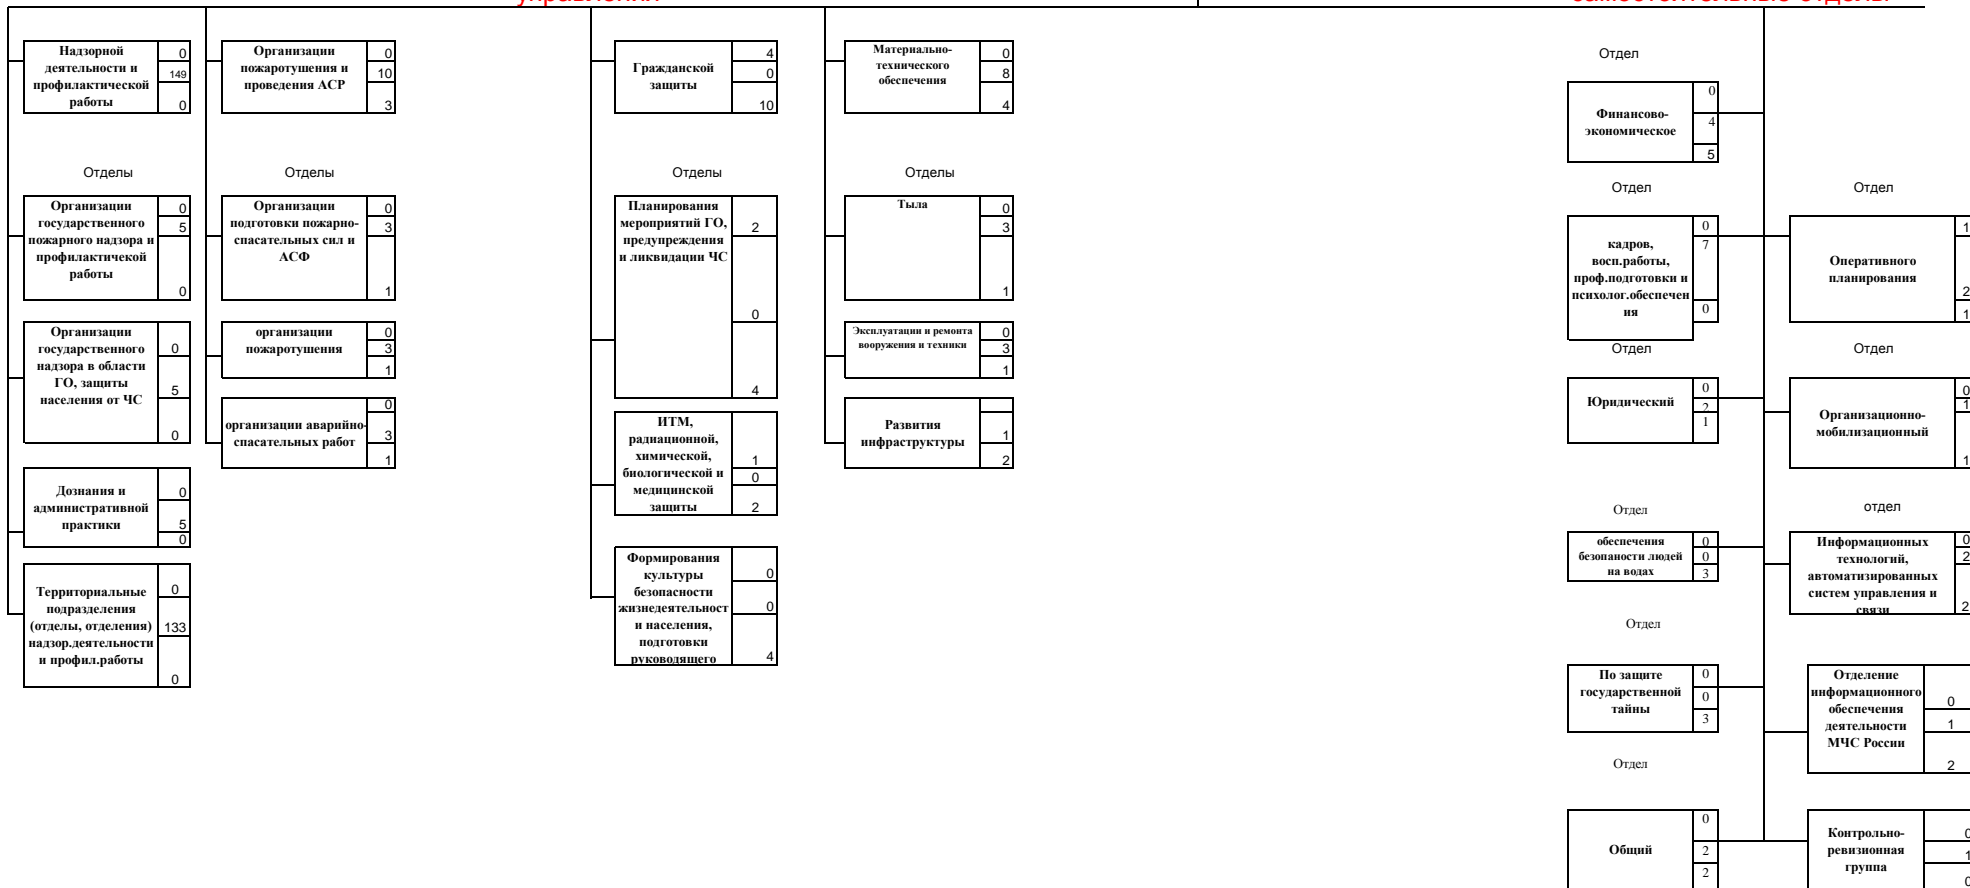 управления
самостоятельные отделы
Надзорной
деятельности и
профилактической
работы
0
149
0
Организации
пожаротушения и
проведения АСР
0
10
3
Гражданской
защиты
4
0
10
Материально-
технического
обеспечения
0
8
4
Отдел
Финансово-
экономическое
0
4
5
Отделы
Отделы
Отделы
Отделы
Отдел
Отдел
Организации
государственного
пожарного надзора и
профилактичекой
работы
0
5
0
Организации
подготовки пожарно-
спасательных сил и
АСФ
0
3
1
Планирования
мероприятий ГО,
предупреждения
и ликвидации ЧС
2
0
4
Тыла
0
3
1
кадров,
восп.работы,
проф.подготовки и
психолог.обеспечен
ия
0
7
0
Оперативного
планирования
1
2
1
Организации
государственного
надзора в области
ГО, защиты
населения от ЧС
0
5
0
организации
пожаротушения
0
3
1
Эксплуатации и ремонта
вооружения и техники
0
3
1
Отдел
Отдел
организации аварийно-
спасательных работ
0
3
1
ИТМ,
радиационной,
химической,
биологической и
медицинской
защиты
1
0
2
Развития
инфраструктуры
1
2
Юридический
0
2
1
Организационно-
мобилизационный
0
1
1
Дознания и
административной
практики
0
5
0
Отдел
отдел
Формирования
культуры
безопасности
жизнедеятельност
и населения,
подготовки
руководящего
0
0
4
обеспечения
безопаности людей
на водах
0
0
3
Информационных
технологий,
автоматизированных
систем управления и
связи
0
2
2
Территориальные
подразделения
(отделы, отделения)
надзор.деятельности
и профил.работы
0
133
0
Отдел
По защите
государственной
тайны
0
0
3
Отделение
информационного
обеспечения
деятельности
МЧС России
0
1
2
Отдел
Общий
0
2
2
Контрольно-
ревизионная
группа
0
1
0